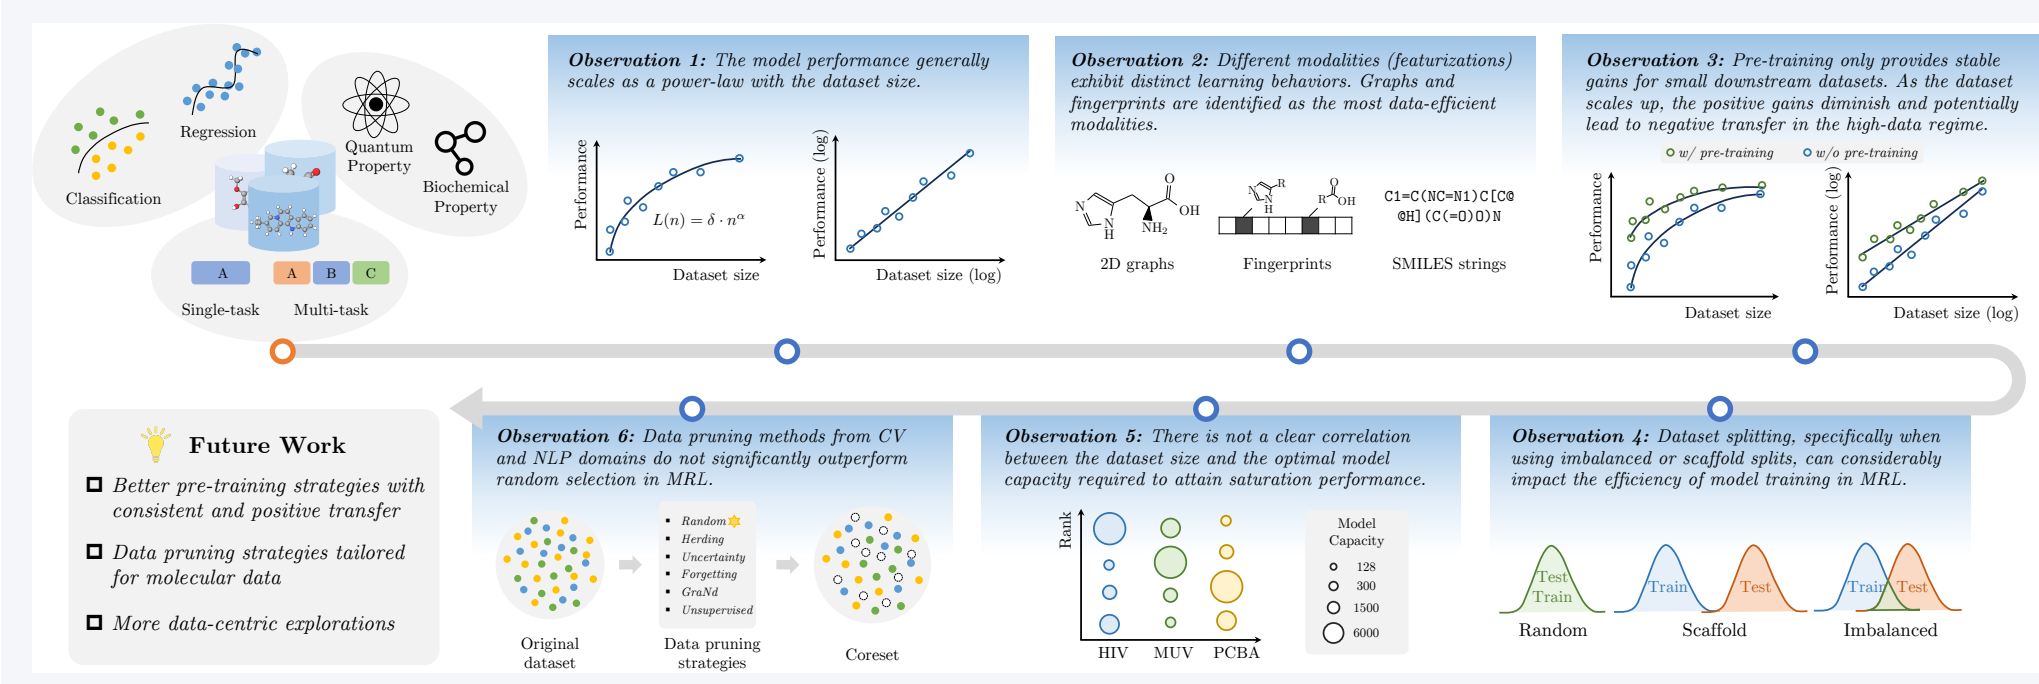 Regression
Classification
Quantum
Property
Biochemical
Property
A
A B C
Single-task
Multi-task
Observation 1: The model performance generally
scales as a power-law with the dataset size.
Performance
L(n) = δ · n^α
Dataset size
Performance (log)
Dataset size (log)
Observation 2: Different modalities (featurizations)
exhibit distinct learning behaviors. Graphs and
fingerprints are identified as the most data-efficient
modalities.
N
N
H
O
OH
NH₂
2D graphs
N
N
H
R
R
O
OH
Fingerprints
C1=C(NC=N1)C[C@
@H](C(=O)O)N
SMILES strings
Observation 3: Pre-training only provides stable
gains for small downstream datasets. As the dataset
scales up, the positive gains diminish and potentially
lead to negative transfer in the high-data regime.
w/ pre-training
w/o pre-training
Performance
Dataset size
Performance (log)
Dataset size (log)
Observation 4: Dataset splitting, specifically when
using imbalanced or scaffold splits, can considerably
impact the efficiency of model training in MRL.
Test
Train
Random
Train
Test
Scaffold
Train
Test
Imbalanced
Observation 5: There is not a clear correlation
between the dataset size and the optimal model
capacity required to attain saturation performance.
Rank
HIV
MUV
PCBA
Model
Capacity
128
300
1500
6000
Observation 6: Data pruning methods from CV
and NLP domains do not significantly outperform
random selection in MRL.
Original
dataset
Random
Herding
Uncertainty
Forgetting
GraNd
Unsupervised
Data pruning
strategies
Coreset
Future Work
Better pre-training strategies with
consistent and positive transfer
Data pruning strategies tailored
for molecular data
More data-centric explorations